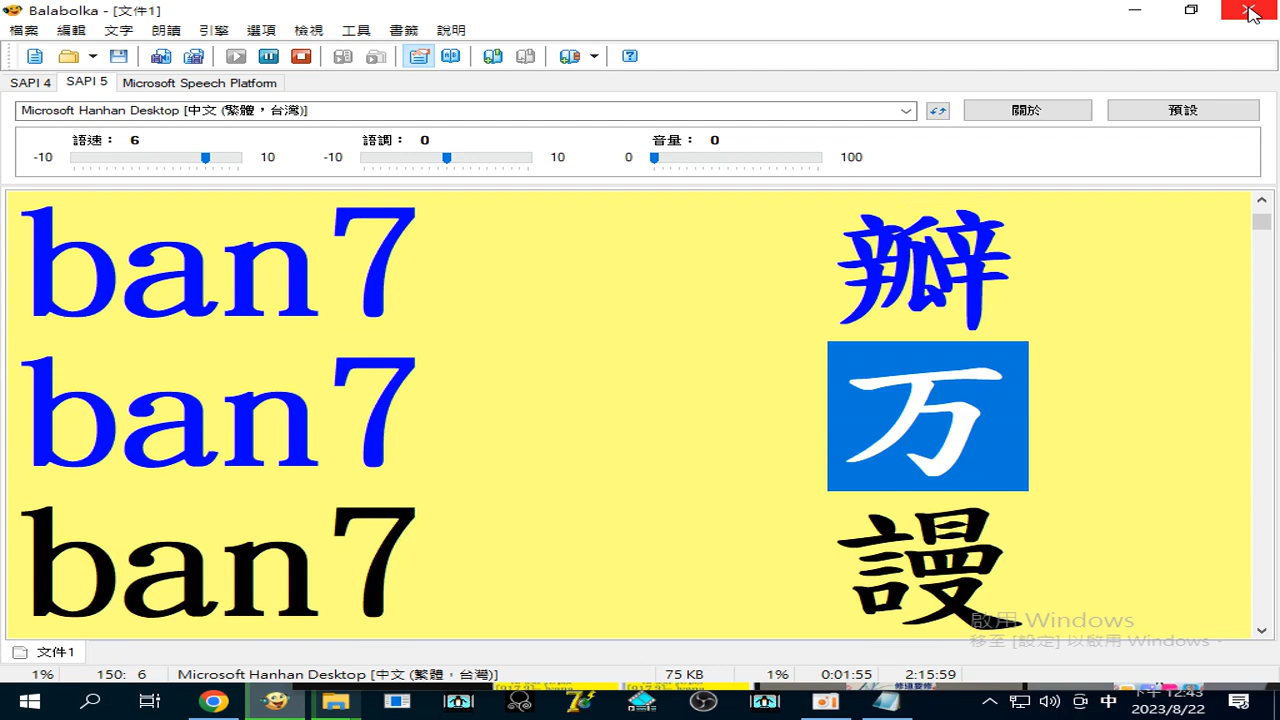 Balabolka - [文件1]
檔案 編輯 文字 朗讀 引擎 選項 檢視 工具 書籤 說明
SAPI 4 SAPI 5 Microsoft Speech Platform
Microsoft Hanhan Desktop [中文 (繁體，台灣)] 關於 預設
語速： 6 語調： 0 音量： 0
-10 10 -10 10 0 100
ban7 瓣
ban7 万
ban7 謾
啟用 Windows
移至 [設定] 以啟用 Windows。
文件1
1% 150: 6 Microsoft Hanhan Desktop [中文 (繁體，台灣)] 75 KB 1% 0:01:55 2:15:59
中 下午 12:43
2023/8/22